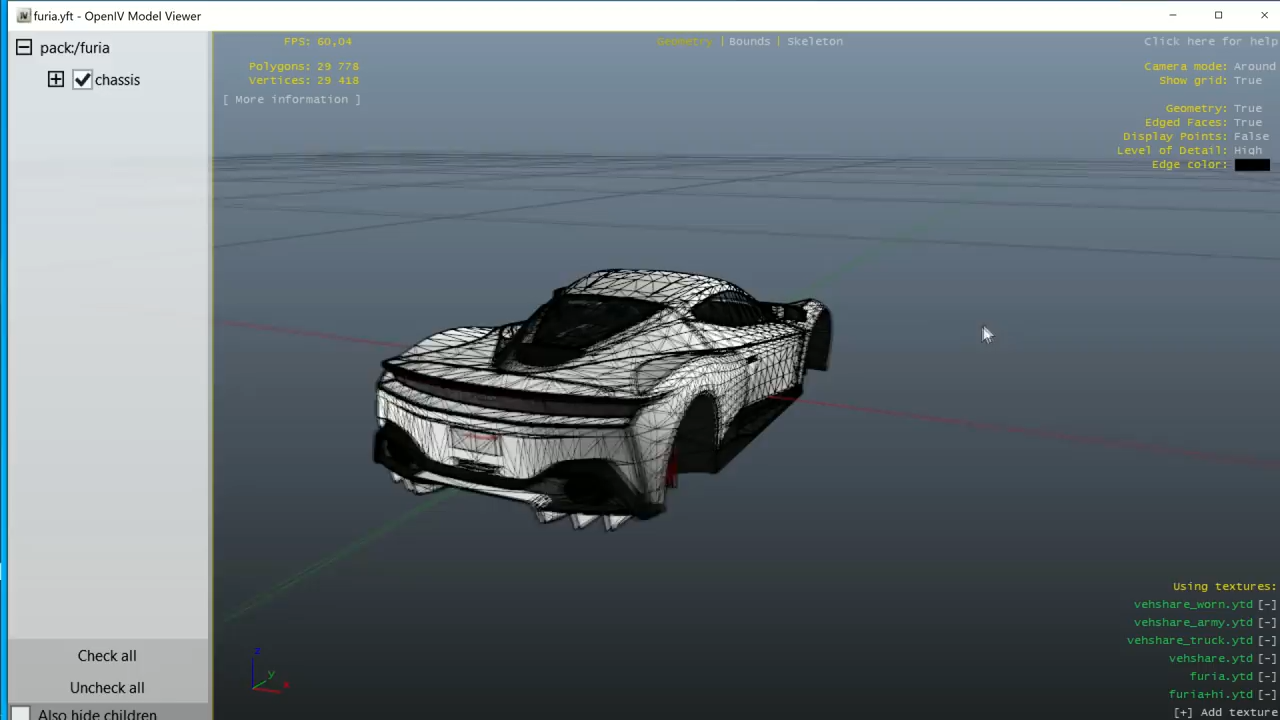 furia.yft - OpenIV Model Viewer
pack:/furia
chassis
FPS: 60,04
Polygons: 29 778
Vertices: 29 418
[ More information ]
Geometry | Bounds | Skeleton
Click here for help
Camera mode: Around
Show grid: True
Geometry: True
Edged Faces: True
Display Points: False
Level of Detail: High
Edge color:
z
y
x
Using textures:
vehshare_worn.ytd [-]
vehshare_army.ytd [-]
vehshare_truck.ytd [-]
vehshare.ytd [-]
furia.ytd [-]
furia+hi.ytd [-]
[+] Add texture
Check all
Uncheck all
Also hide children